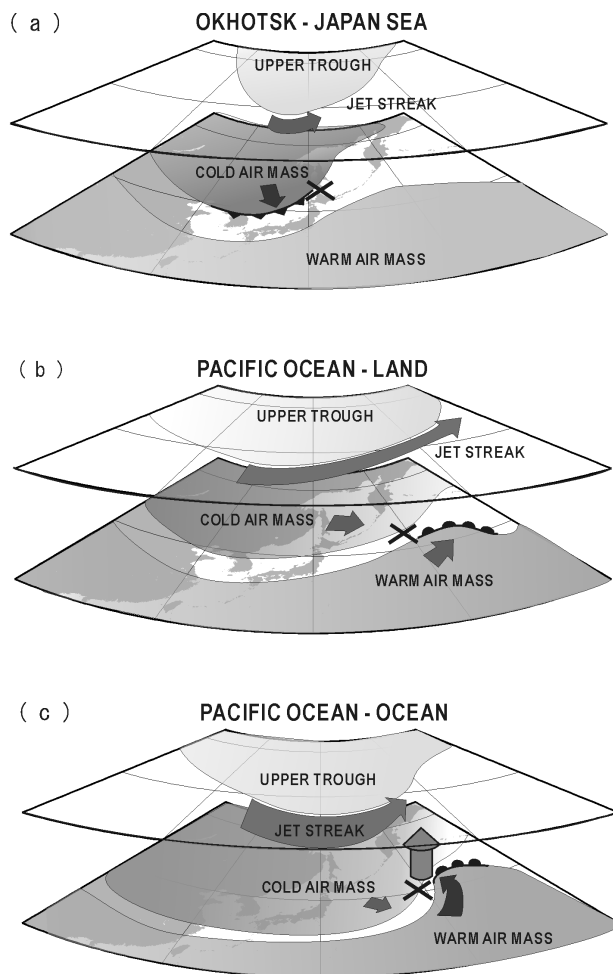 ( a )
OKHOTSK - JAPAN SEA
UPPER TROUGH
JET STREAK
COLD AIR MASS
WARM AIR MASS
( b )
PACIFIC OCEAN - LAND
UPPER TROUGH
JET STREAK
COLD AIR MASS
WARM AIR MASS
( c )
PACIFIC OCEAN - OCEAN
UPPER TROUGH
JET STREAK
COLD AIR MASS
WARM AIR MASS